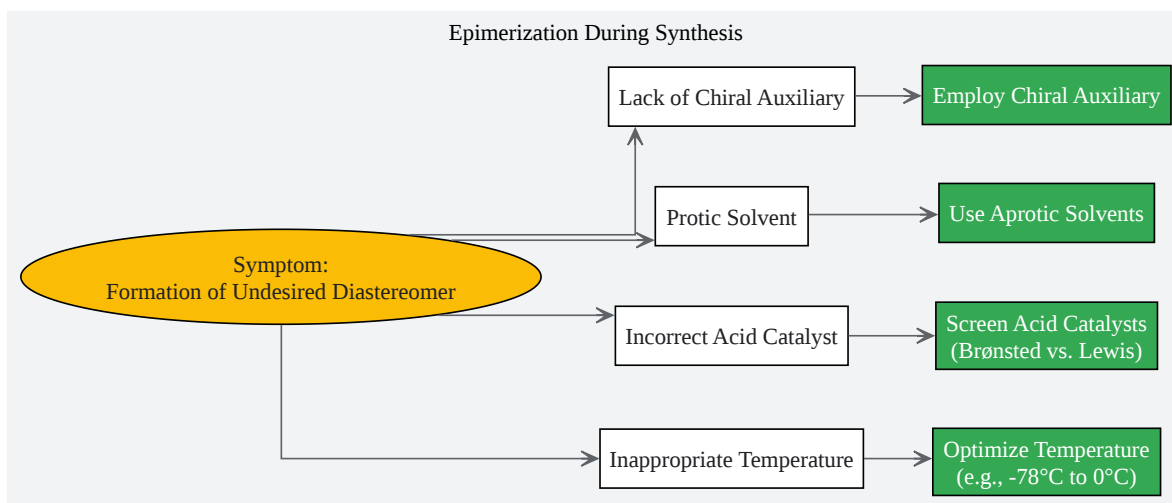 Epimerization During Synthesis
Lack of Chiral Auxiliary
Employ Chiral Auxiliary
Protic Solvent
Use Aprotic Solvents
Symptom:
Formation of Undesired Diastereomer
Incorrect Acid Catalyst
Screen Acid Catalysts
(Brønsted vs. Lewis)
Inappropriate Temperature
Optimize Temperature
(e.g., -78°C to 0°C)